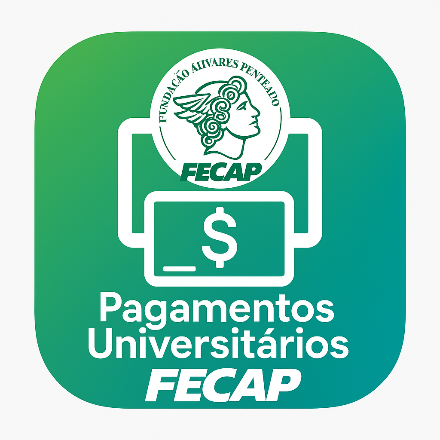 FUNDAÇÃO ÁLVARES PENTEADO
FECAP
$
Pagamentos
Universitários
FECAP